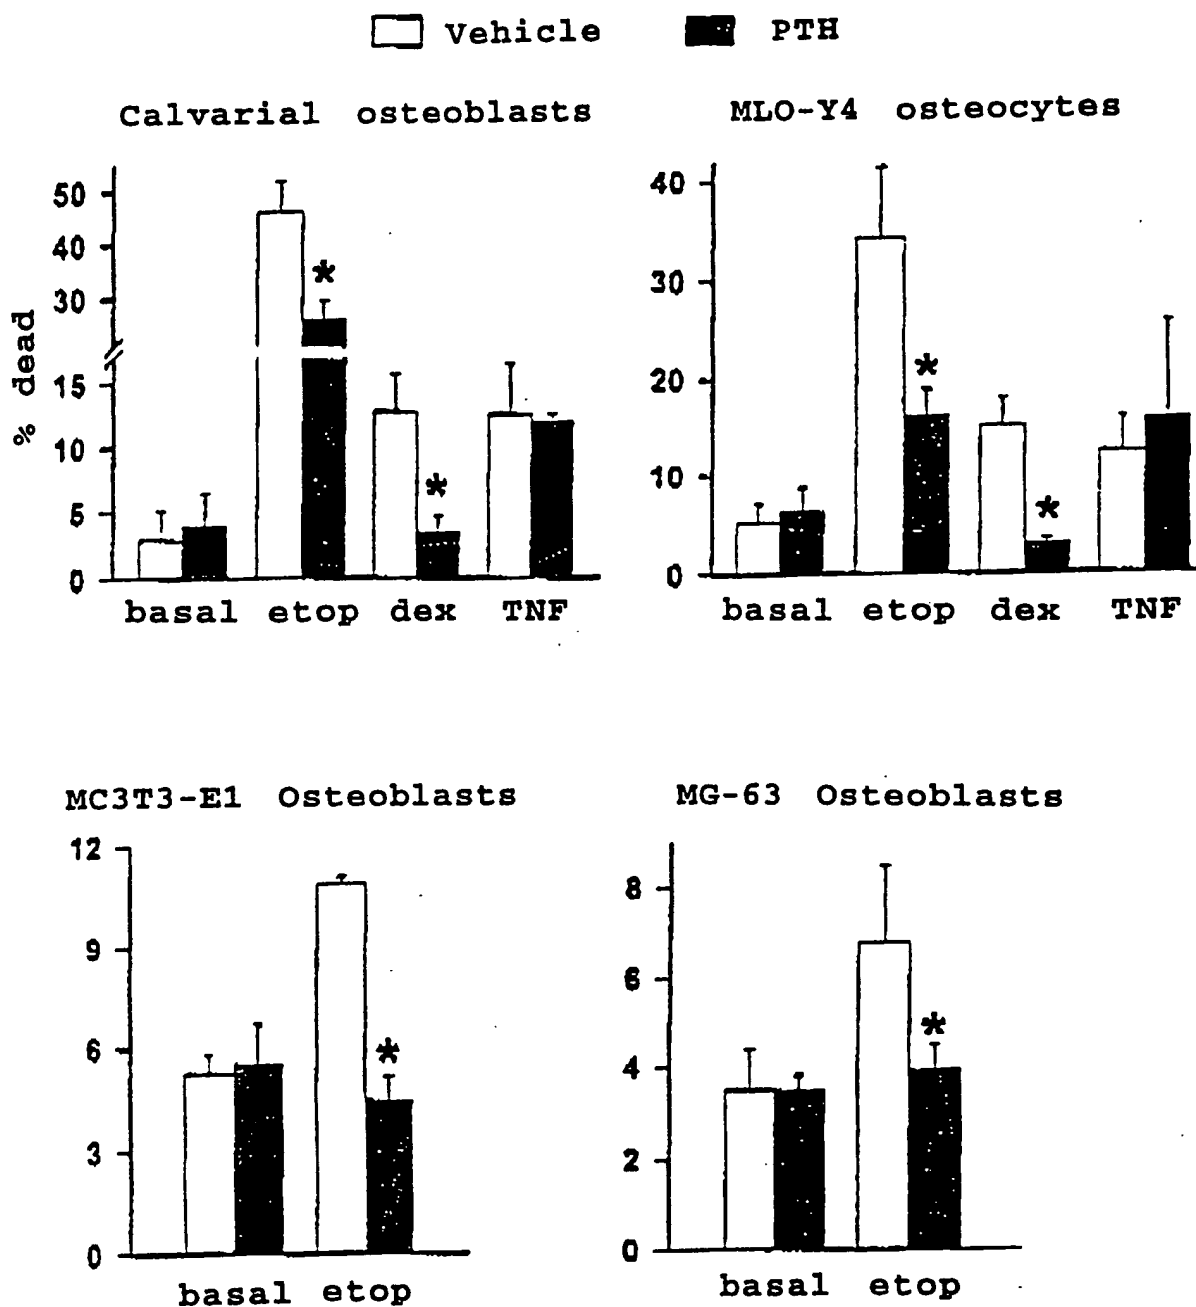 Vehicle PTH
Calvarial osteoblasts
% dead
50
40
30
15
10
5
0
*
*
basal etop dex TNF
MLO-Y4 osteocytes
40
30
20
10
0
*
*
basal etop dex TNF
MC3T3-E1 Osteoblasts
12
9
6
3
0
*
basal etop
MG-63 Osteoblasts
8
6
4
2
0
*
basal etop